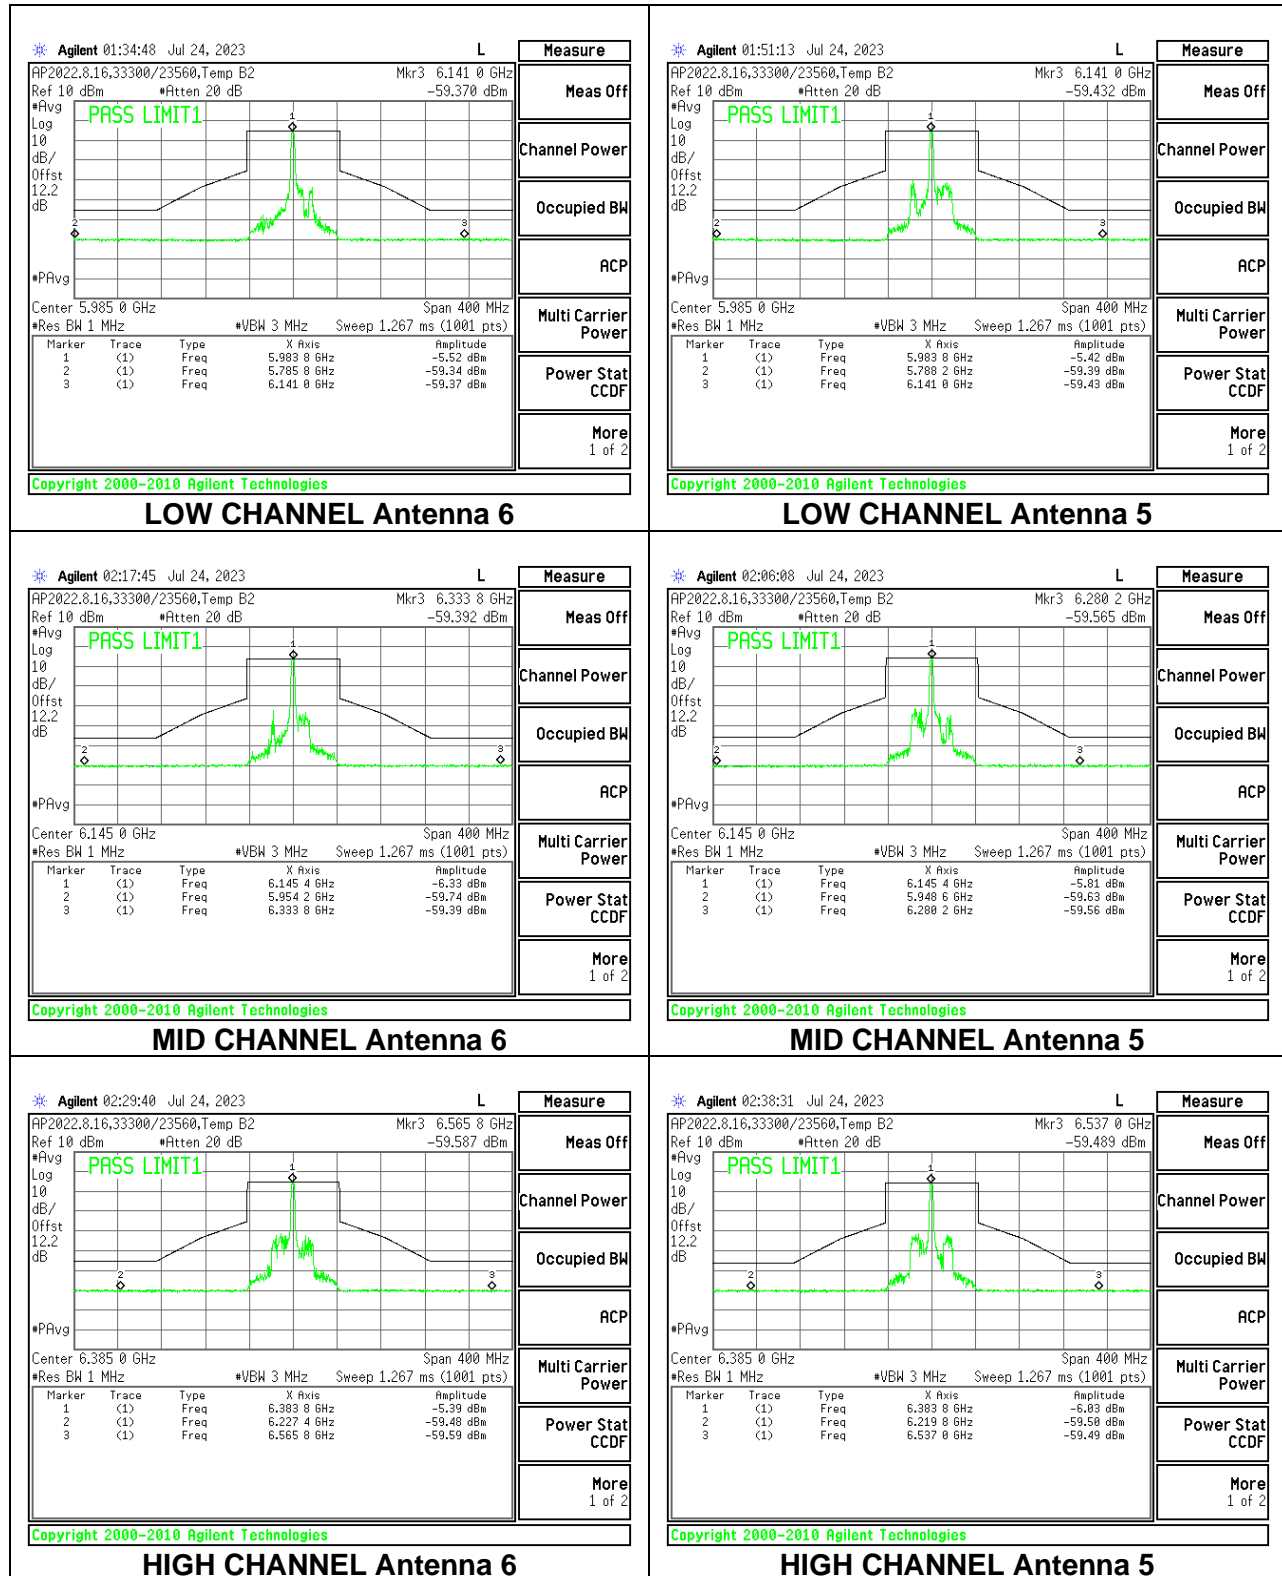 Agilent 01:34:48 Jul 24, 2023 L Measure
AP2022.8.16,33300/23560,Temp B2 Mkr3 6.141 0 GHz
Ref 10 dBm #Atten 20 dB -59.370 dBm Meas Off
#Avg
Log
10
dB/
Offst
12.2
dB
PASS LIMIT1
1
2
3
#PAvg
Channel Power
Occupied BW
ACP
Center 5.985 0 GHz Span 400 MHz
#Res BW 1 MHz #VBW 3 MHz Sweep 1.267 ms (1001 pts)
Multi Carrier
Power
Marker Trace Type X Axis Amplitude
1 (1) Freq 5.983 8 GHz -5.52 dBm
2 (1) Freq 5.785 8 GHz -59.34 dBm
3 (1) Freq 6.141 0 GHz -59.37 dBm
Power Stat
CCDF
More
1 of 2
Copyright 2000-2010 Agilent Technologies
LOW CHANNEL Antenna 6
Agilent 01:51:13 Jul 24, 2023 L Measure
AP2022.8.16,33300/23560,Temp B2 Mkr3 6.141 0 GHz
Ref 10 dBm #Atten 20 dB -59.432 dBm Meas Off
#Avg
Log
10
dB/
Offst
12.2
dB
PASS LIMIT1
1
2
3
#PAvg
Channel Power
Occupied BW
ACP
Center 5.985 0 GHz Span 400 MHz
#Res BW 1 MHz #VBW 3 MHz Sweep 1.267 ms (1001 pts)
Multi Carrier
Power
Marker Trace Type X Axis Amplitude
1 (1) Freq 5.983 8 GHz -5.42 dBm
2 (1) Freq 5.788 2 GHz -59.39 dBm
3 (1) Freq 6.141 0 GHz -59.43 dBm
Power Stat
CCDF
More
1 of 2
Copyright 2000-2010 Agilent Technologies
LOW CHANNEL Antenna 5
Agilent 02:17:45 Jul 24, 2023 L Measure
AP2022.8.16,33300/23560,Temp B2 Mkr3 6.333 8 GHz
Ref 10 dBm #Atten 20 dB -59.392 dBm Meas Off
#Avg
Log
10
dB/
Offst
12.2
dB
PASS LIMIT1
1
2
3
#PAvg
Channel Power
Occupied BW
ACP
Center 6.145 0 GHz Span 400 MHz
#Res BW 1 MHz #VBW 3 MHz Sweep 1.267 ms (1001 pts)
Multi Carrier
Power
Marker Trace Type X Axis Amplitude
1 (1) Freq 6.145 4 GHz -6.33 dBm
2 (1) Freq 5.954 2 GHz -59.74 dBm
3 (1) Freq 6.333 8 GHz -59.39 dBm
Power Stat
CCDF
More
1 of 2
Copyright 2000-2010 Agilent Technologies
MID CHANNEL Antenna 6
Agilent 02:06:08 Jul 24, 2023 L Measure
AP2022.8.16,33300/23560,Temp B2 Mkr3 6.280 2 GHz
Ref 10 dBm #Atten 20 dB -59.565 dBm Meas Off
#Avg
Log
10
dB/
Offst
12.2
dB
PASS LIMIT1
1
2
3
#PAvg
Channel Power
Occupied BW
ACP
Center 6.145 0 GHz Span 400 MHz
#Res BW 1 MHz #VBW 3 MHz Sweep 1.267 ms (1001 pts)
Multi Carrier
Power
Marker Trace Type X Axis Amplitude
1 (1) Freq 6.145 4 GHz -5.81 dBm
2 (1) Freq 5.948 6 GHz -59.63 dBm
3 (1) Freq 6.280 2 GHz -59.56 dBm
Power Stat
CCDF
More
1 of 2
Copyright 2000-2010 Agilent Technologies
MID CHANNEL Antenna 5
Agilent 02:29:40 Jul 24, 2023 L Measure
AP2022.8.16,33300/23560,Temp B2 Mkr3 6.565 8 GHz
Ref 10 dBm #Atten 20 dB -59.587 dBm Meas Off
#Avg
Log
10
dB/
Offst
12.2
dB
PASS LIMIT1
1
2
3
#PAvg
Channel Power
Occupied BW
ACP
Center 6.385 0 GHz Span 400 MHz
#Res BW 1 MHz #VBW 3 MHz Sweep 1.267 ms (1001 pts)
Multi Carrier
Power
Marker Trace Type X Axis Amplitude
1 (1) Freq 6.383 8 GHz -5.39 dBm
2 (1) Freq 6.227 4 GHz -59.48 dBm
3 (1) Freq 6.565 8 GHz -59.59 dBm
Power Stat
CCDF
More
1 of 2
Copyright 2000-2010 Agilent Technologies
HIGH CHANNEL Antenna 6
Agilent 02:38:31 Jul 24, 2023 L Measure
AP2022.8.16,33300/23560,Temp B2 Mkr3 6.537 0 GHz
Ref 10 dBm #Atten 20 dB -59.489 dBm Meas Off
#Avg
Log
10
dB/
Offst
12.2
dB
PASS LIMIT1
1
2
3
#PAvg
Channel Power
Occupied BW
ACP
Center 6.385 0 GHz Span 400 MHz
#Res BW 1 MHz #VBW 3 MHz Sweep 1.267 ms (1001 pts)
Multi Carrier
Power
Marker Trace Type X Axis Amplitude
1 (1) Freq 6.383 8 GHz -6.03 dBm
2 (1) Freq 6.219 8 GHz -59.50 dBm
3 (1) Freq 6.537 0 GHz -59.49 dBm
Power Stat
CCDF
More
1 of 2
Copyright 2000-2010 Agilent Technologies
HIGH CHANNEL Antenna 5